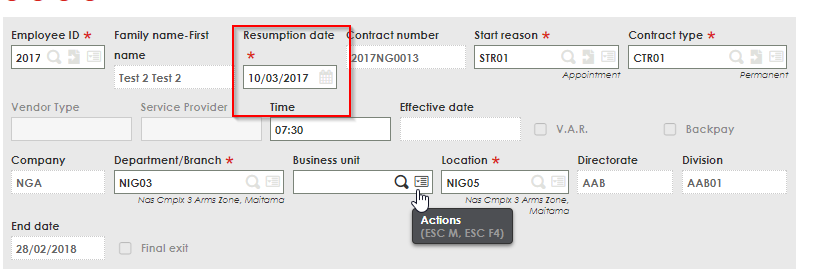 Employee ID * Family name-First name Resumption date * Contract number Start reason * Contract type *
2017 Test 2 Test 2 10/03/2017 2017NG0013 STR01 CTR01
Appointment Permanent
Vendor Type Service Provider Time Effective date
07:30 V.A.R. Backpay
Company Department/Branch * Business unit Location * Directorate Division
NGA NIG03 NIG05 AAB AAB01
Nas Cmplx 3 Arms Zone, Maitama Nas Cmplx 3 Arms Zone, Maitama
Actions
(ESC M, ESC F4)
End date
28/02/2018 Final exit